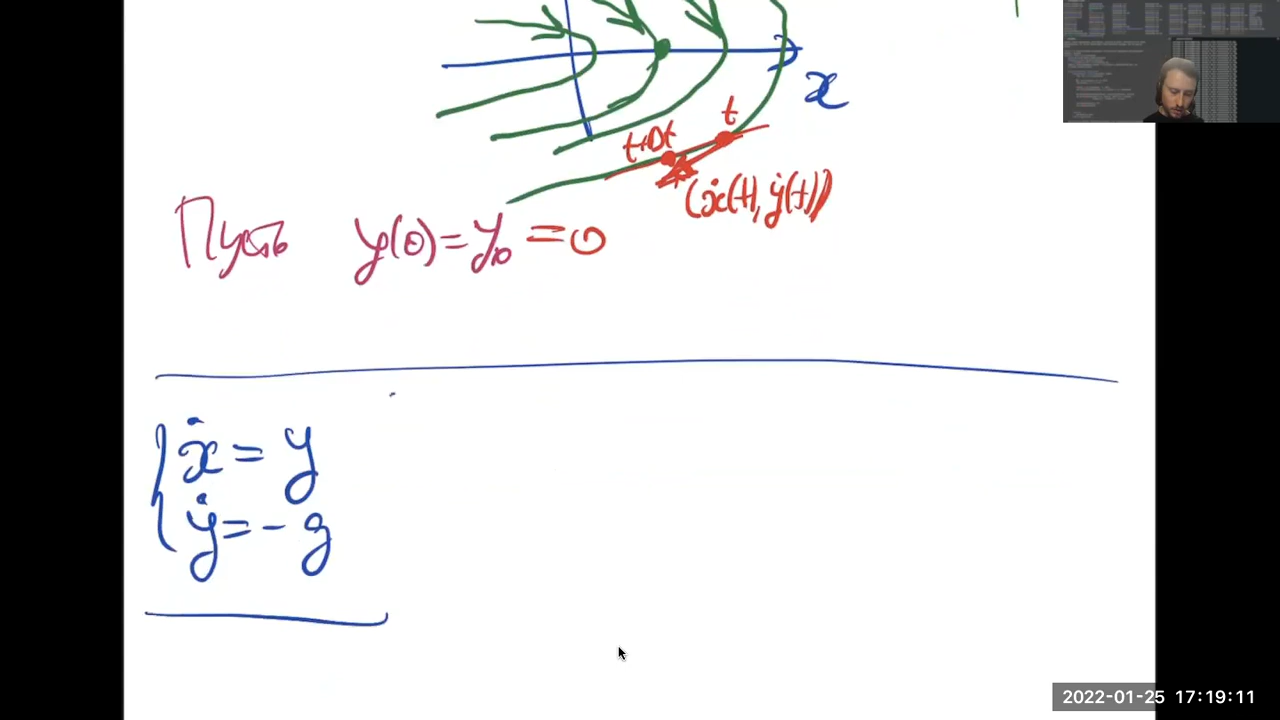 x
t
t+Δt
(ẋ(t), ẏ(t))
Пусть y(0)=y₀ =0
ẋ = y
ẏ = - g
2022-01-25 17:19:11